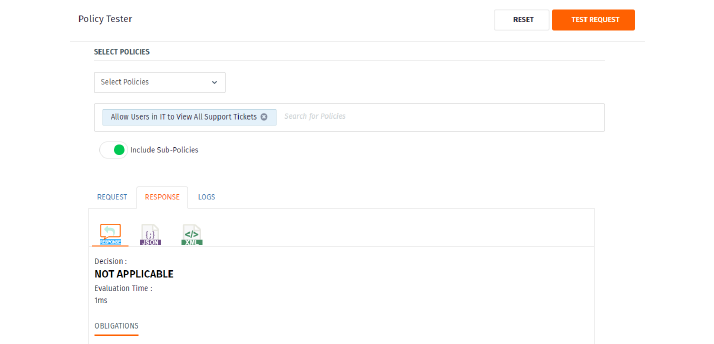 Policy Tester
RESET
TEST REQUEST
SELECT POLICIES
Select Policies
Allow Users in IT to View All Support Tickets
Search for Policies
Include Sub-Policies
REQUEST
RESPONSE
LOGS
{;}
JSON
</>
XML
Decision :
NOT APPLICABLE
Evaluation Time :
1ms
OBLIGATIONS